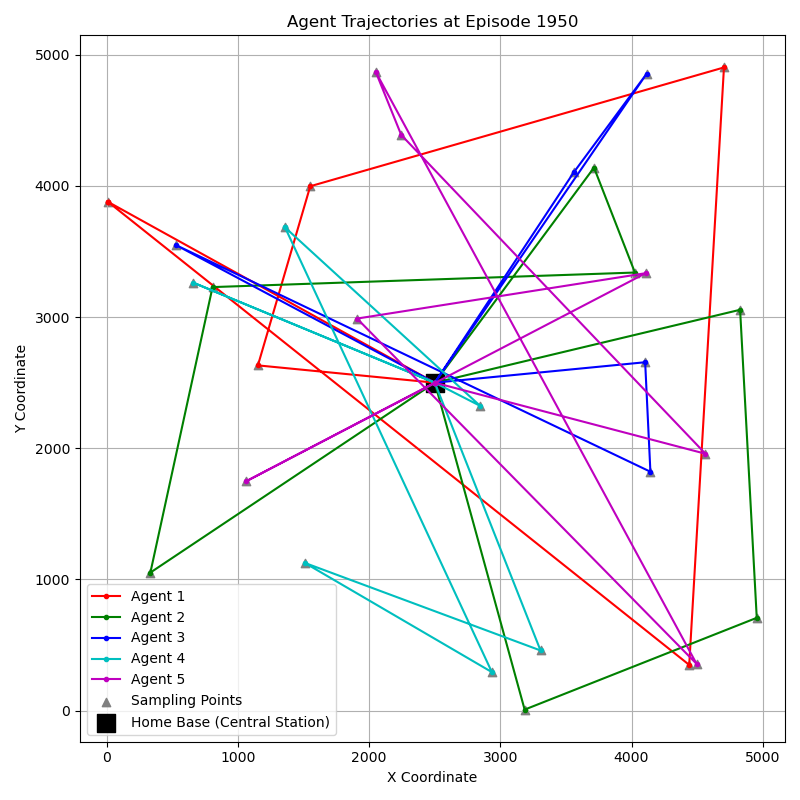 Agent Trajectories at Episode 1950
Y Coordinate
5000
4000
3000
2000
1000
0
Agent 1
Agent 2
Agent 3
Agent 4
Agent 5
Sampling Points
Home Base (Central Station)
0 1000 2000 3000 4000 5000
X Coordinate